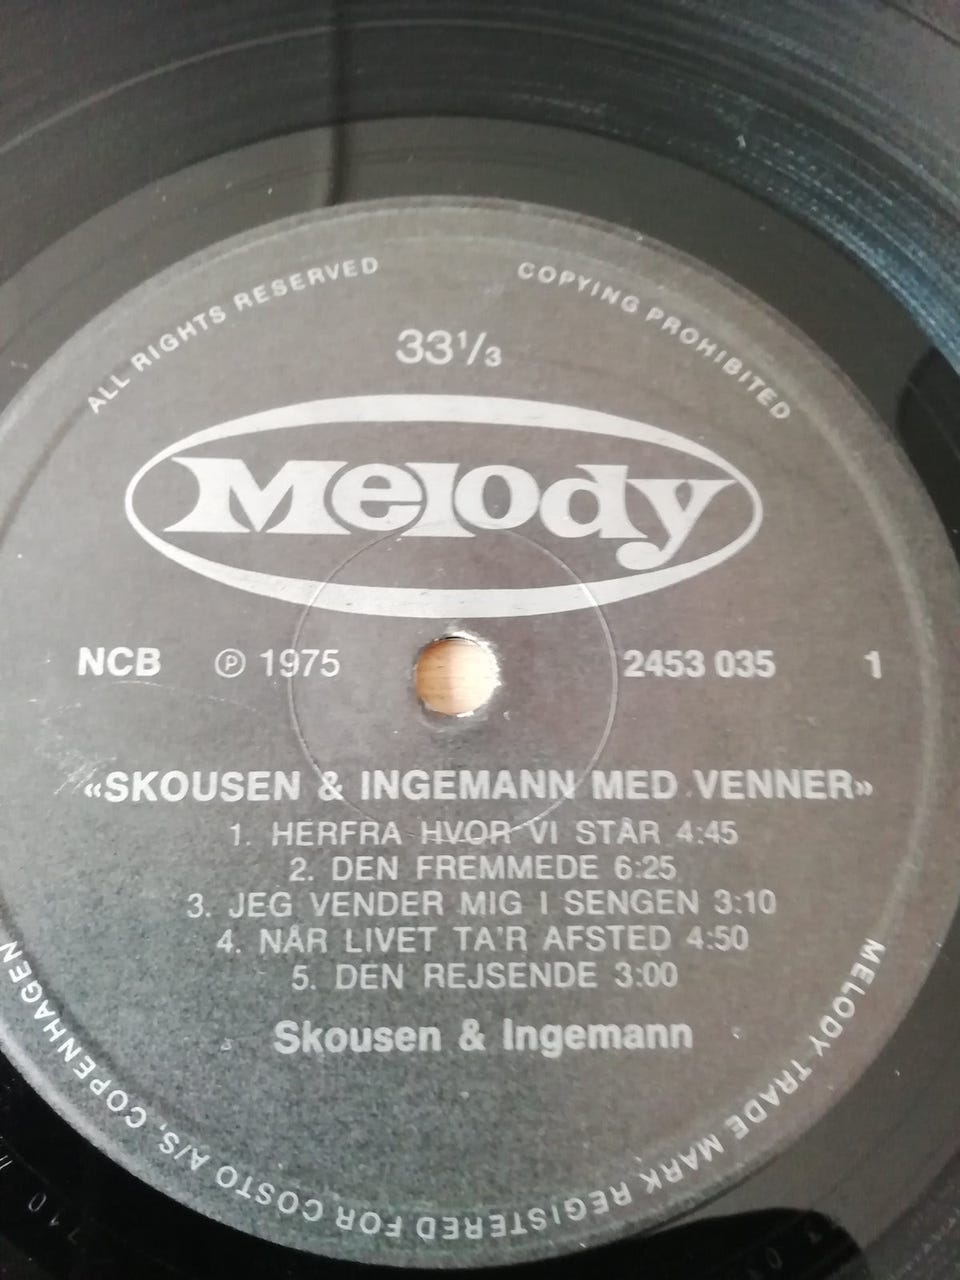 ALL RIGHTS RESERVED
COPYING PROHIBITED
33⅓
Melody
NCB ℗ 1975 2453 035 1
«SKOUSEN & INGEMANN MED VENNER»
1. HERFRA HVOR VI STÅR 4:45
2. DEN FREMMEDE 6:25
3. JEG VENDER MIG I SENGEN 3:10
4. NÅR LIVET TA'R AFSTED 4:50
5. DEN REJSENDE 3:00
Skousen & Ingemann
MELODY TRADE MARK REGISTERED FOR COSTO A/S, COPENHAGEN